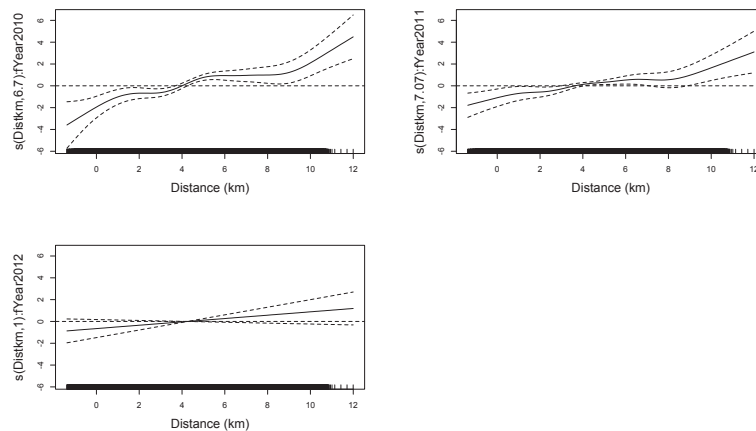 s(Distkm,6.7):fYear2010
6
4
2
0
-2
-4
-6
0 2 4 6 8 10 12
Distance (km)
s(Distkm,7.07):fYear2011
6
4
2
0
-2
-4
-6
0 2 4 6 8 10 12
Distance (km)
s(Distkm,1):fYear2012
6
4
2
0
-2
-4
-6
0 2 4 6 8 10 12
Distance (km)